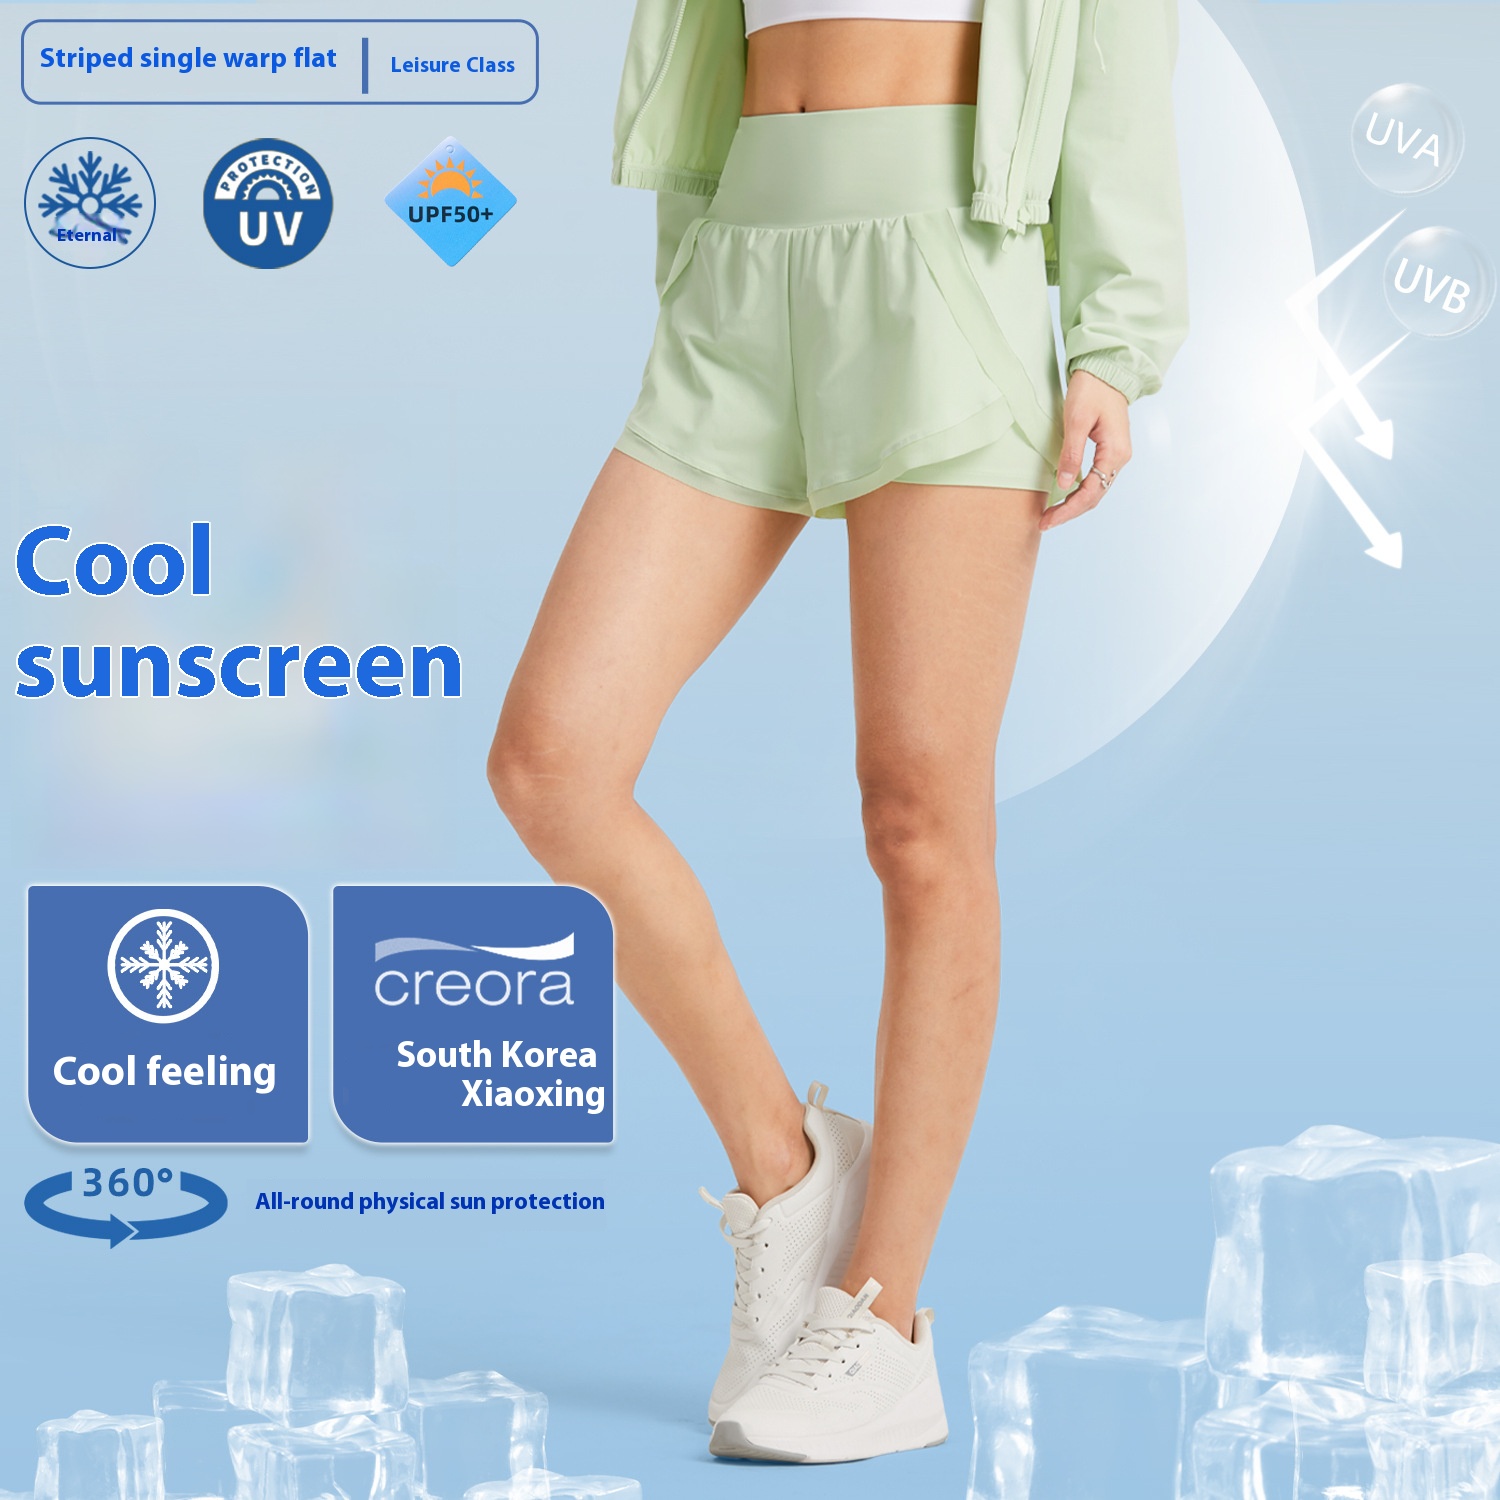 Striped single warp flat
Leisure Class
Eternal
PROTECTION
UV
UPF50+
UVA
UVB
Cool
sunscreen
Cool feeling
creora
South Korea
Xiaoxing
360°
All-round physical sun protection